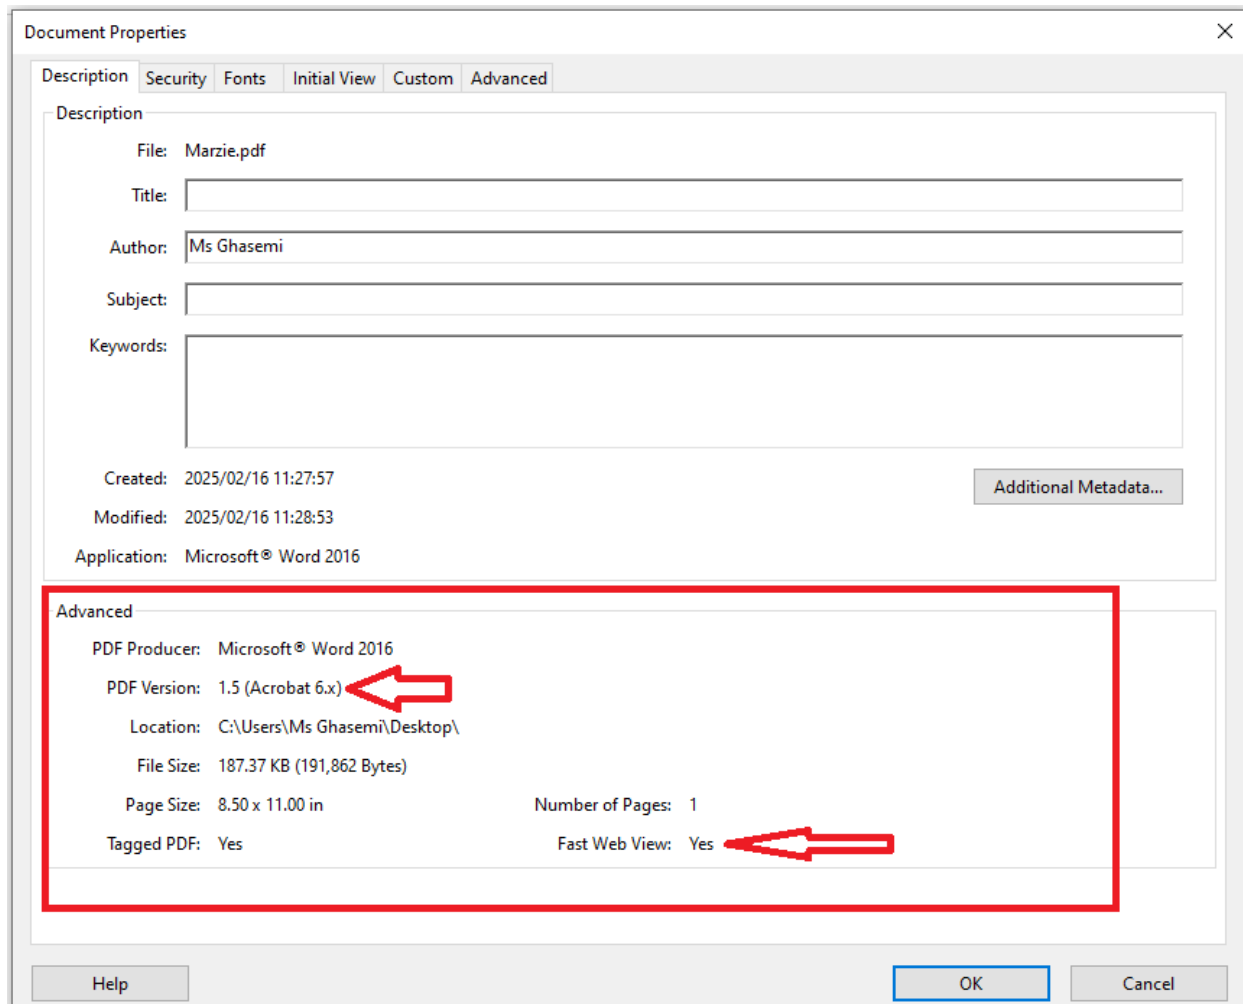 Document Properties
Description Security Fonts Initial View Custom Advanced
Description
File: Marzie.pdf
Title:
Author: Ms Ghasemi
Subject:
Keywords:
Created: 2025/02/16 11:27:57
Additional Metadata...
Modified: 2025/02/16 11:28:53
Application: Microsoft® Word 2016
Advanced
PDF Producer: Microsoft® Word 2016
PDF Version: 1.5 (Acrobat 6.x)
Location: C:\Users\Ms Ghasemi\Desktop\
File Size: 187.37 KB (191,862 Bytes)
Page Size: 8.50 x 11.00 in Number of Pages: 1
Tagged PDF: Yes Fast Web View: Yes
Help OK Cancel